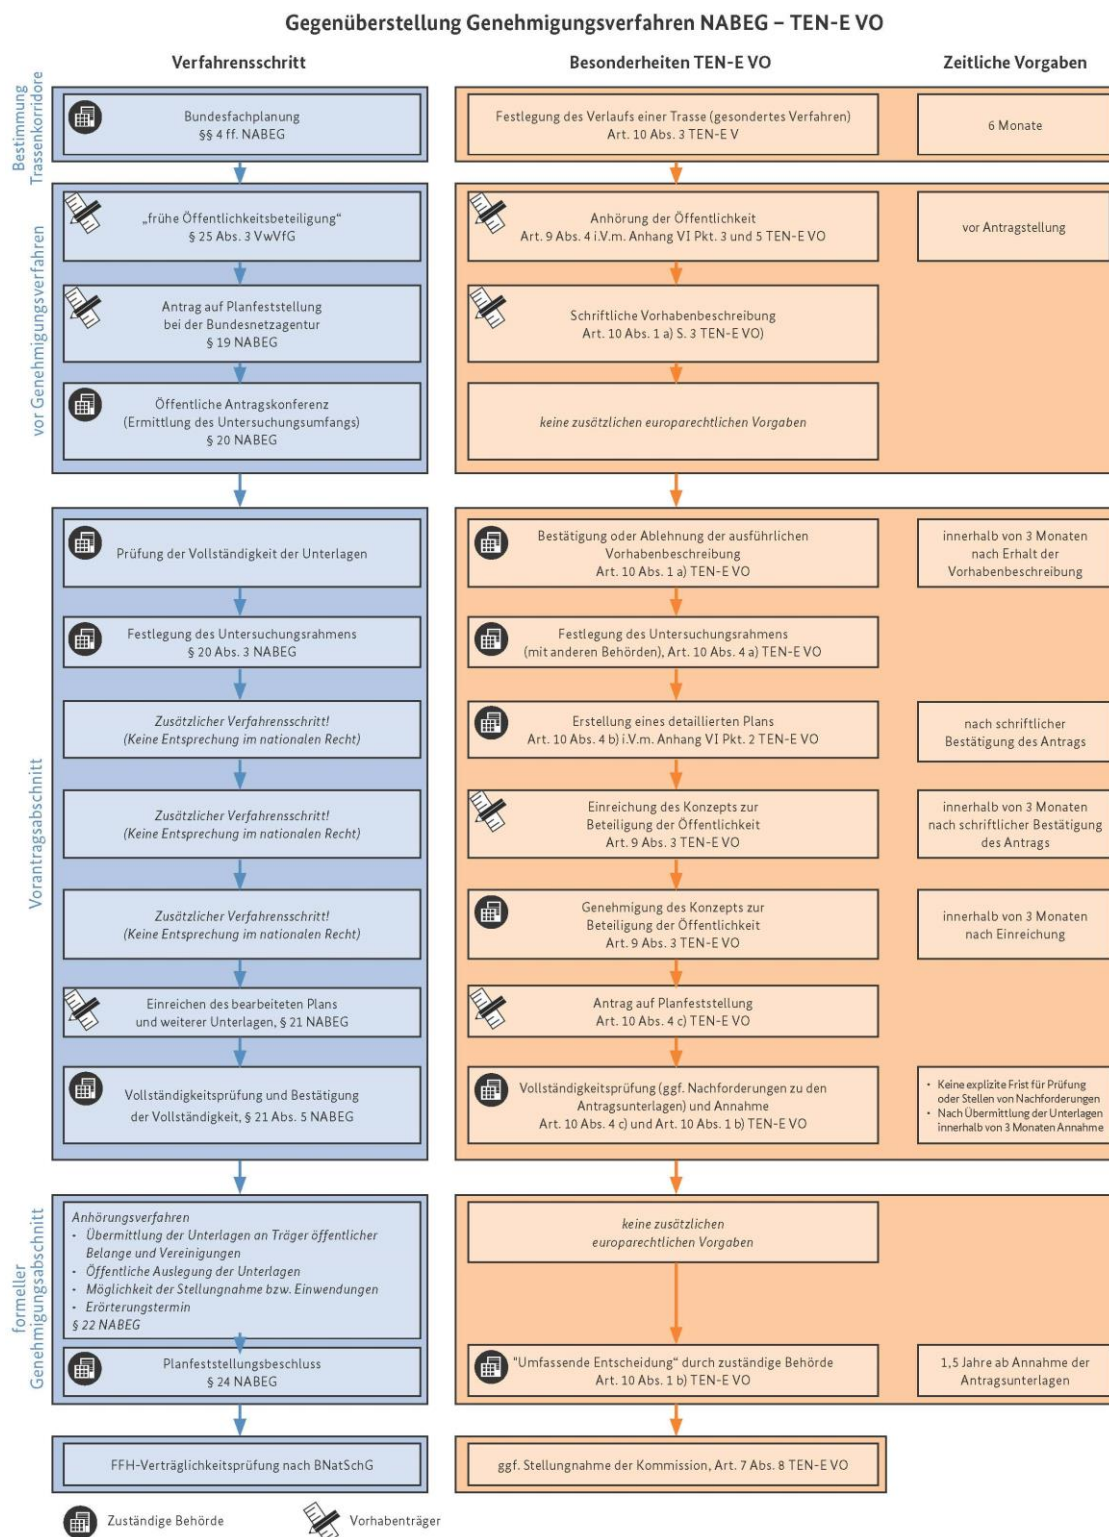 Gegenüberstellung Genehmigungsverfahren NABEG – TEN-E VO
Verfahrensschritt
Besonderheiten TEN-E VO
Zeitliche Vorgaben
Bestimmung
Trassenkorridore
Bundesfachplanung
§§ 4 ff. NABEG
Festlegung des Verlaufs einer Trasse (gesondertes Verfahren)
Art. 10 Abs. 3 TEN-E V
6 Monate
vor Genehmigungsverfahren
„frühe Öffentlichkeitsbeteiligung“
§ 25 Abs. 3 VwVfG
Anhörung der Öffentlichkeit
Art. 9 Abs. 4 i.V.m. Anhang VI Pkt. 3 und 5 TEN-E VO
vor Antragstellung
Antrag auf Planfeststellung
bei der Bundesnetzagentur
§ 19 NABEG
Schriftliche Vorhabenbeschreibung
Art. 10 Abs. 1 a) S. 3 TEN-E VO)
Öffentliche Antragskonferenz
(Ermittlung des Untersuchungsumfangs)
§ 20 NABEG
keine zusätzlichen europarechtlichen Vorgaben
Vorantragsabschnitt
Prüfung der Vollständigkeit der Unterlagen
Bestätigung oder Ablehnung der ausführlichen
Vorhabenbeschreibung
Art. 10 Abs. 1 a) TEN-E VO
innerhalb von 3 Monaten
nach Erhalt der
Vorhabenbeschreibung
Festlegung des Untersuchungsrahmens
§ 20 Abs. 3 NABEG
Festlegung des Untersuchungsrahmens
(mit anderen Behörden), Art. 10 Abs. 4 a) TEN-E VO
Zusätzlicher Verfahrensschritt!
(Keine Entsprechung im nationalen Recht)
Erstellung eines detaillierten Plans
Art. 10 Abs. 4 b) i.V.m. Anhang VI Pkt. 2 TEN-E VO
nach schriftlicher
Bestätigung des Antrags
Zusätzlicher Verfahrensschritt!
(Keine Entsprechung im nationalen Recht)
Einreichung des Konzepts zur
Beteiligung der Öffentlichkeit
Art. 9 Abs. 3 TEN-E VO
innerhalb von 3 Monaten
nach schriftlicher Bestätigung
des Antrags
Zusätzlicher Verfahrensschritt!
(Keine Entsprechung im nationalen Recht)
Genehmigung des Konzepts zur
Beteiligung der Öffentlichkeit
Art. 9 Abs. 3 TEN-E VO
innerhalb von 3 Monaten
nach Einreichung
Einreichen des bearbeiteten Plans
und weiterer Unterlagen, § 21 NABEG
Antrag auf Planfeststellung
Art. 10 Abs. 4 c) TEN-E VO
Vollständigkeitsprüfung und Bestätigung
der Vollständigkeit, § 21 Abs. 5 NABEG
Vollständigkeitsprüfung (ggf. Nachforderungen zu den
Antragsunterlagen) und Annahme
Art. 10 Abs. 4 c) und Art. 10 Abs. 1 b) TEN-E VO
• Keine explizite Frist für Prüfung
oder Stellen von Nachforderungen
• Nach Übermittlung der Unterlagen
innerhalb von 3 Monaten Annahme
formeller
Genehmigungsabschnitt
Anhörungsverfahren
• Übermittlung der Unterlagen an Träger öffentlicher
Belange und Vereinigungen
• Öffentliche Auslegung der Unterlagen
• Möglichkeit der Stellungnahme bzw. Einwendungen
• Erörterungstermin
§ 22 NABEG
keine zusätzlichen
europarechtlichen Vorgaben
Planfeststellungsbeschluss
§ 24 NABEG
"Umfassende Entscheidung“ durch zuständige Behörde
Art. 10 Abs. 1 b) TEN-E VO
1,5 Jahre ab Annahme der
Antragsunterlagen
FFH-Verträglichkeitsprüfung nach BNatSchG
ggf. Stellungnahme der Kommission, Art. 7 Abs. 8 TEN-E VO
Zuständige Behörde
Vorhabenträger